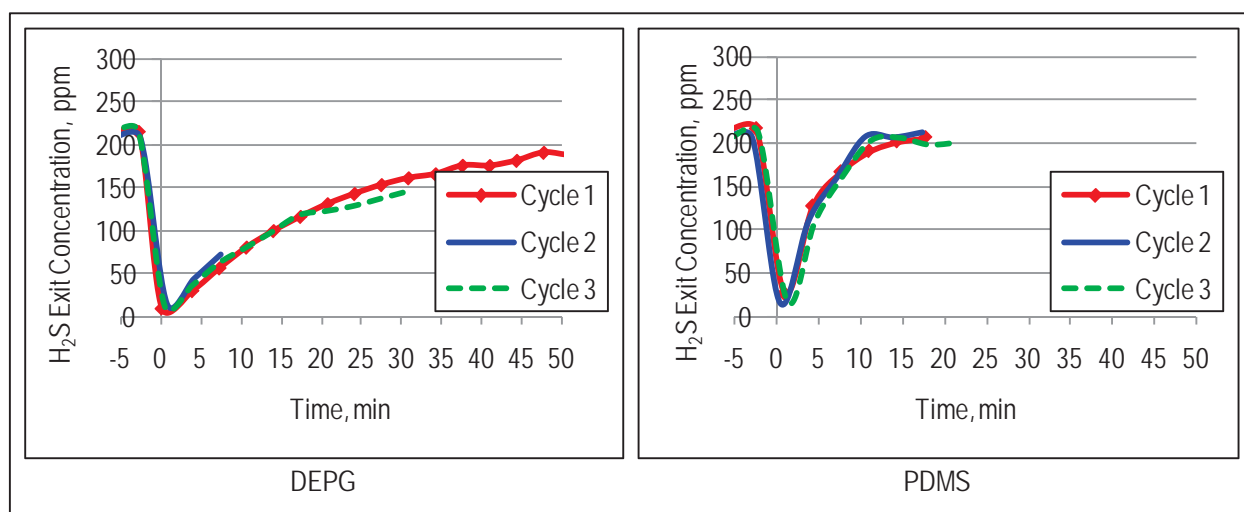 H₂S Exit Concentration, ppm
300
250
200
150
100
50
0
-5 0 5 10 15 20 25 30 35 40 45 50
Time, min
Cycle 1
Cycle 2
Cycle 3
DEPG
H₂S Exit Concentration, ppm
300
250
200
150
100
50
0
-5 0 5 10 15 20 25 30 35 40 45 50
Time, min
Cycle 1
Cycle 2
Cycle 3
PDMS